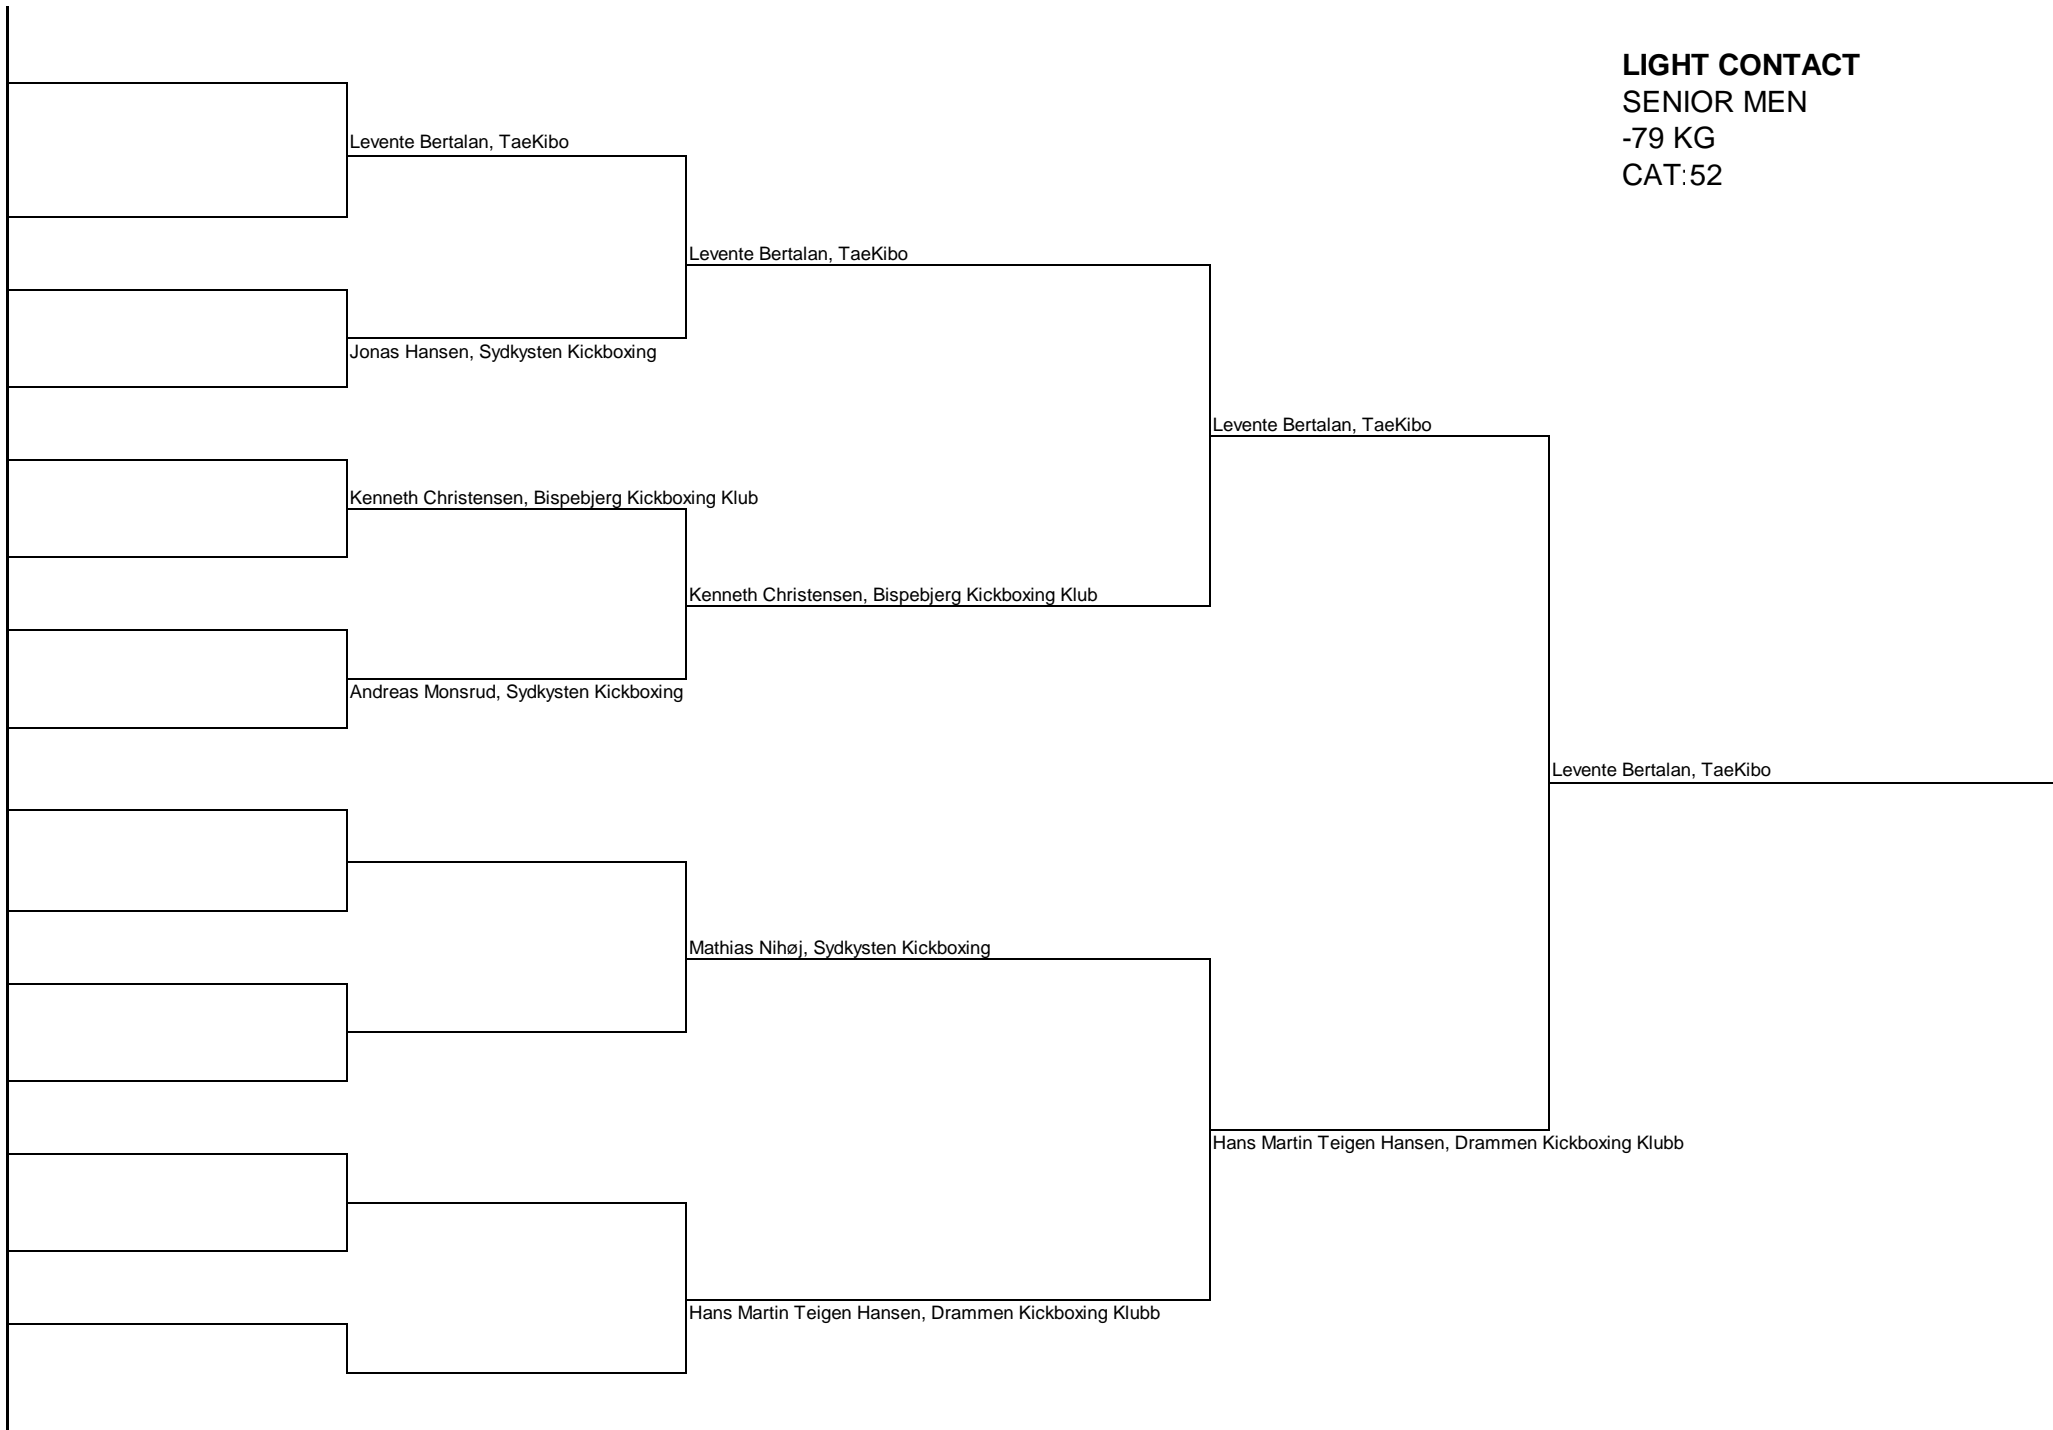 LIGHT CONTACT
SENIOR MEN
-79 KG
CAT:52
Levente Bertalan, TaeKibo
Levente Bertalan, TaeKibo
Jonas Hansen, Sydkysten Kickboxing
Levente Bertalan, TaeKibo
Kenneth Christensen, Bispebjerg Kickboxing Klub
Kenneth Christensen, Bispebjerg Kickboxing Klub
Andreas Monsrud, Sydkysten Kickboxing
Levente Bertalan, TaeKibo
Mathias Nihøj, Sydkysten Kickboxing
Hans Martin Teigen Hansen, Drammen Kickboxing Klubb
Hans Martin Teigen Hansen, Drammen Kickboxing Klubb